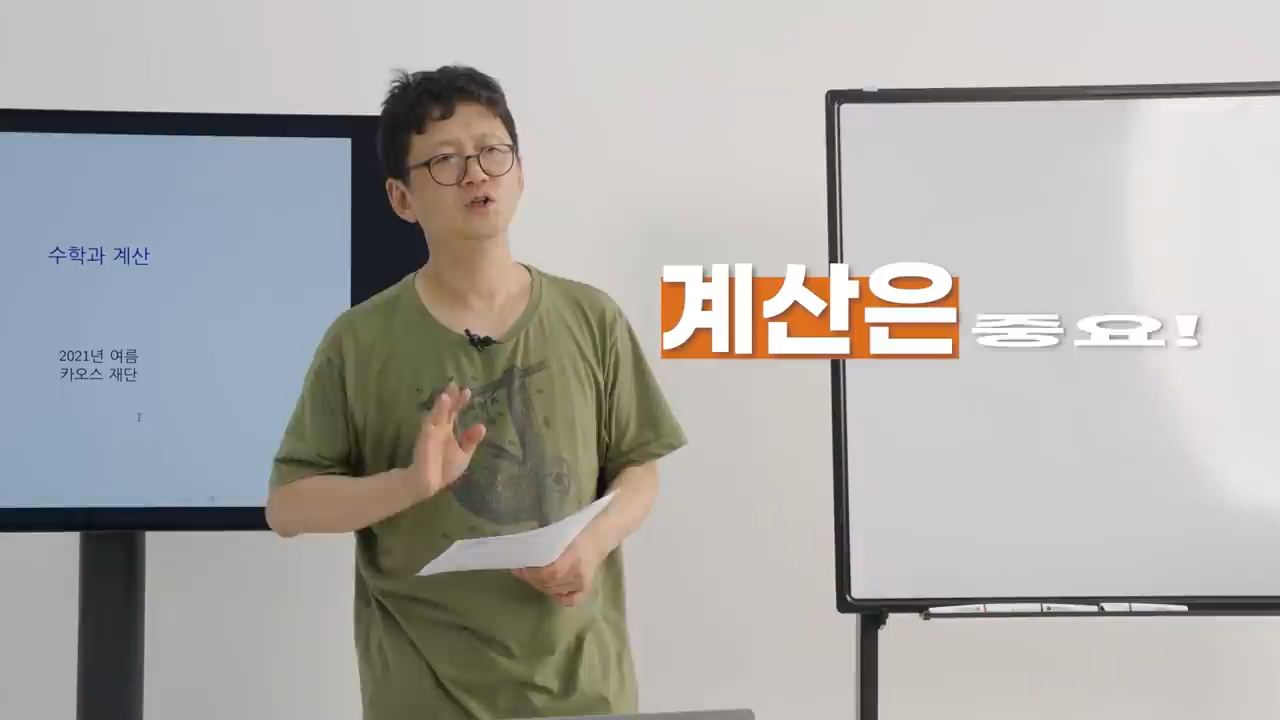 수학과 계산
2021년 여름
카오스 재단
계산은 중요!